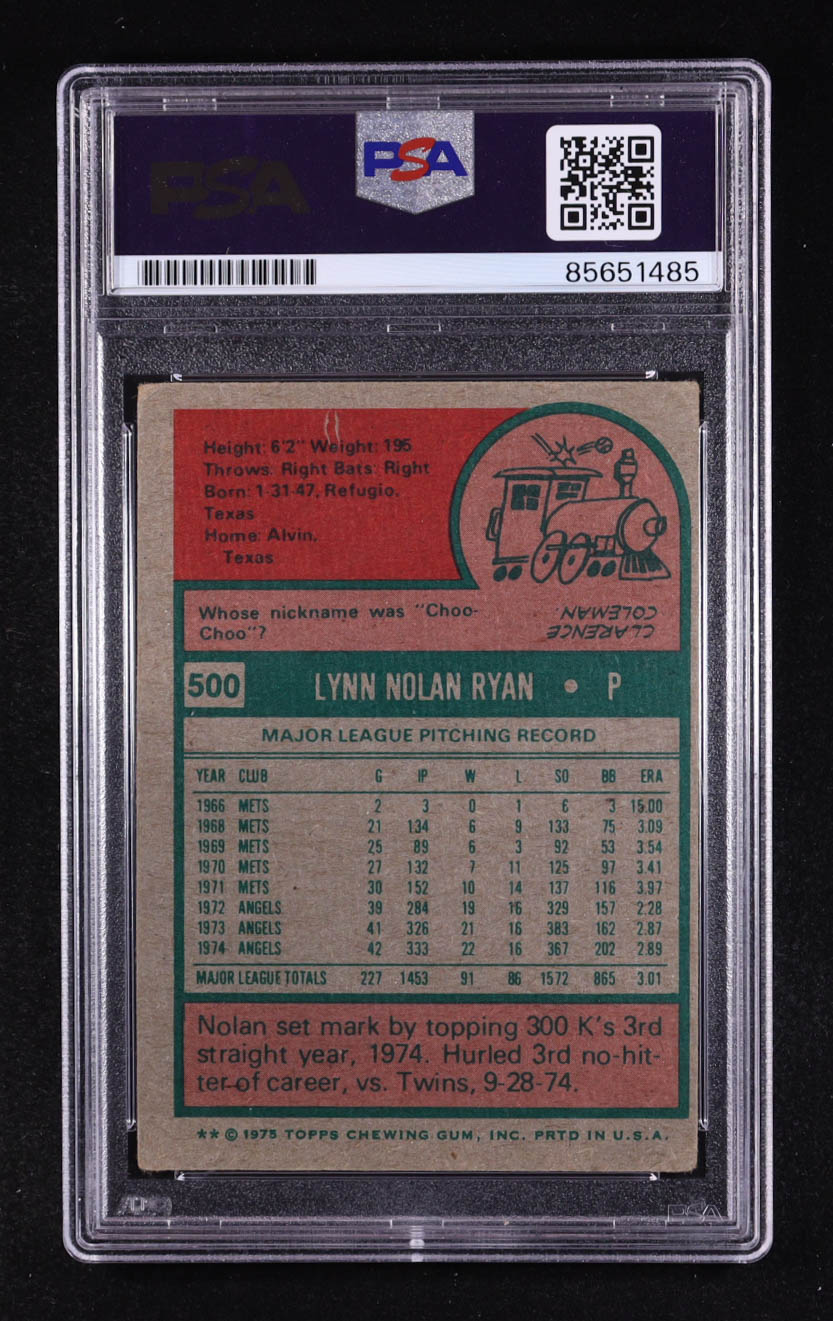 PSA
PSA
85651485
Height: 6'2" Weight: 195
Throws: Right Bats: Right
Born: 1-31-47, Refugio,
Texas
Home: Alvin,
Texas
Whose nickname was "Choo-
Choo"?
CLARENCE
COLEMAN.
500 LYNN NOLAN RYAN • P
MAJOR LEAGUE PITCHING RECORD
YEAR CLUB G IP W L SO BB ERA
1966 METS 2 3 0 1 6 3 15.00
1968 METS 21 134 6 9 133 75 3.09
1969 METS 25 89 6 3 92 53 3.54
1970 METS 27 132 7 11 125 97 3.41
1971 METS 30 152 10 14 137 116 3.97
1972 ANGELS 39 284 19 16 329 157 2.28
1973 ANGELS 41 326 21 16 383 162 2.87
1974 ANGELS 42 333 22 16 367 202 2.89
MAJOR LEAGUE TOTALS 227 1453 91 86 1572 865 3.01
Nolan set mark by topping 300 K's 3rd
straight year, 1974. Hurled 3rd no-hit-
ter of career, vs. Twins, 9-28-74.
** © 1975 TOPPS CHEWING GUM, INC. PRTD IN U.S.A.
PSA